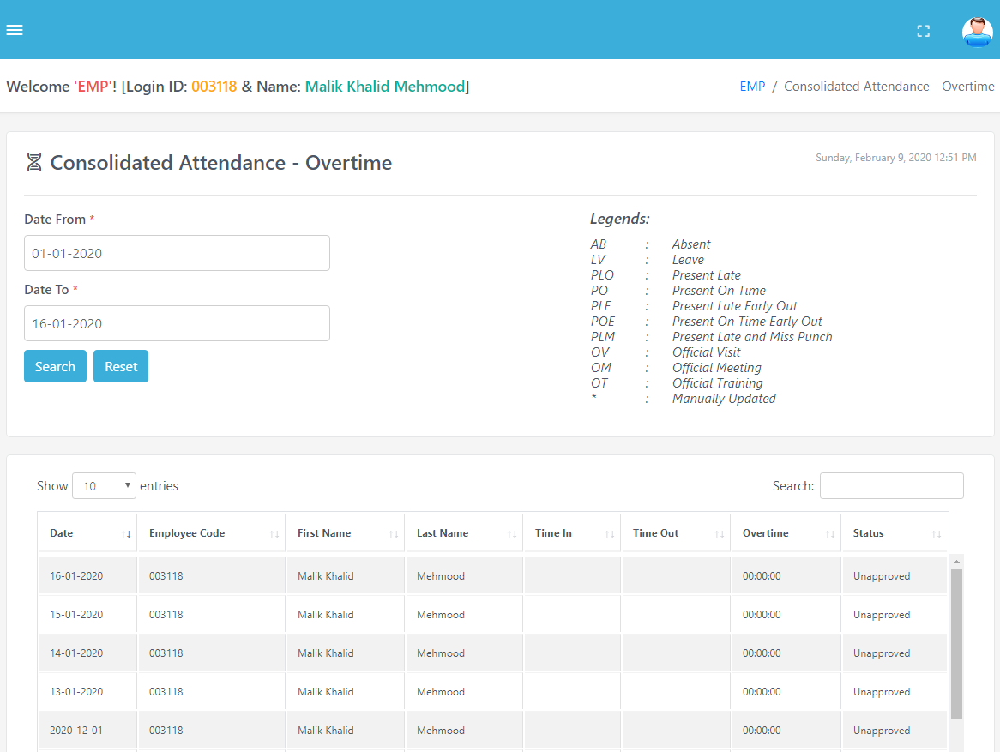 Welcome 'EMP'! [Login ID: 003118 & Name: Malik Khalid Mehmood]
EMP / Consolidated Attendance - Overtime
Consolidated Attendance - Overtime
Sunday, February 9, 2020 12:51 PM
Date From *
01-01-2020
Date To *
16-01-2020
Search Reset
Legends:
AB : Absent
LV : Leave
PLO : Present Late
PO : Present On Time
PLE : Present Late Early Out
POE : Present On Time Early Out
PLM : Present Late and Miss Punch
OV : Official Visit
OM : Official Meeting
OT : Official Training
* : Manually Updated
Show 10 entries
Search:
Date Employee Code First Name Last Name Time In Time Out Overtime Status
16-01-2020 003118 Malik Khalid Mehmood 00:00:00 Unapproved
15-01-2020 003118 Malik Khalid Mehmood 00:00:00 Unapproved
14-01-2020 003118 Malik Khalid Mehmood 00:00:00 Unapproved
13-01-2020 003118 Malik Khalid Mehmood 00:00:00 Unapproved
2020-12-01 003118 Malik Khalid Mehmood 00:00:00 Unapproved